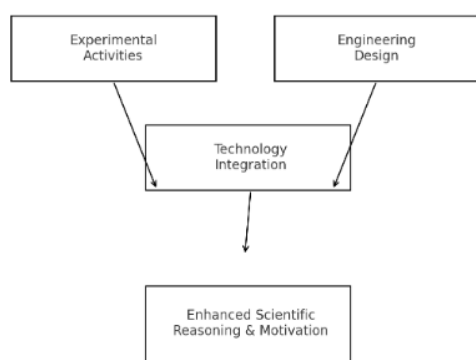 Experimental
Activities
Engineering
Design
Technology
Integration
Enhanced Scientific
Reasoning & Motivation